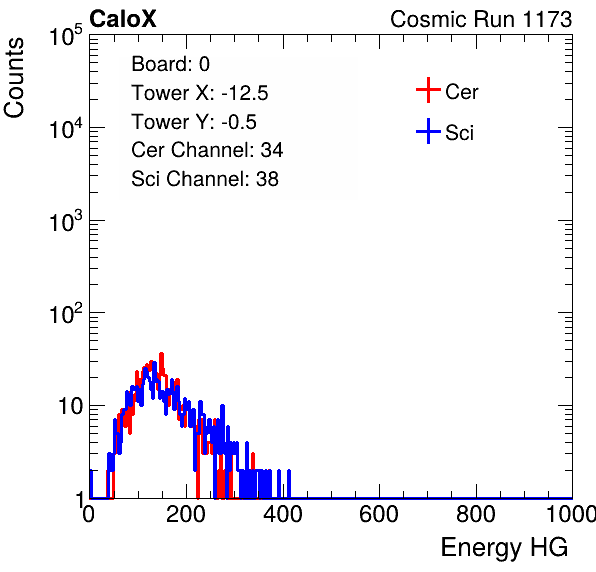 CaloX Cosmic Run 1173
Counts
10^5
10^4
10^3
10^2
10
1
Board: 0
Tower X: -12.5
Tower Y: -0.5
Cer Channel: 34
Sci Channel: 38
Cer
Sci
0 200 400 600 800 1000
Energy HG